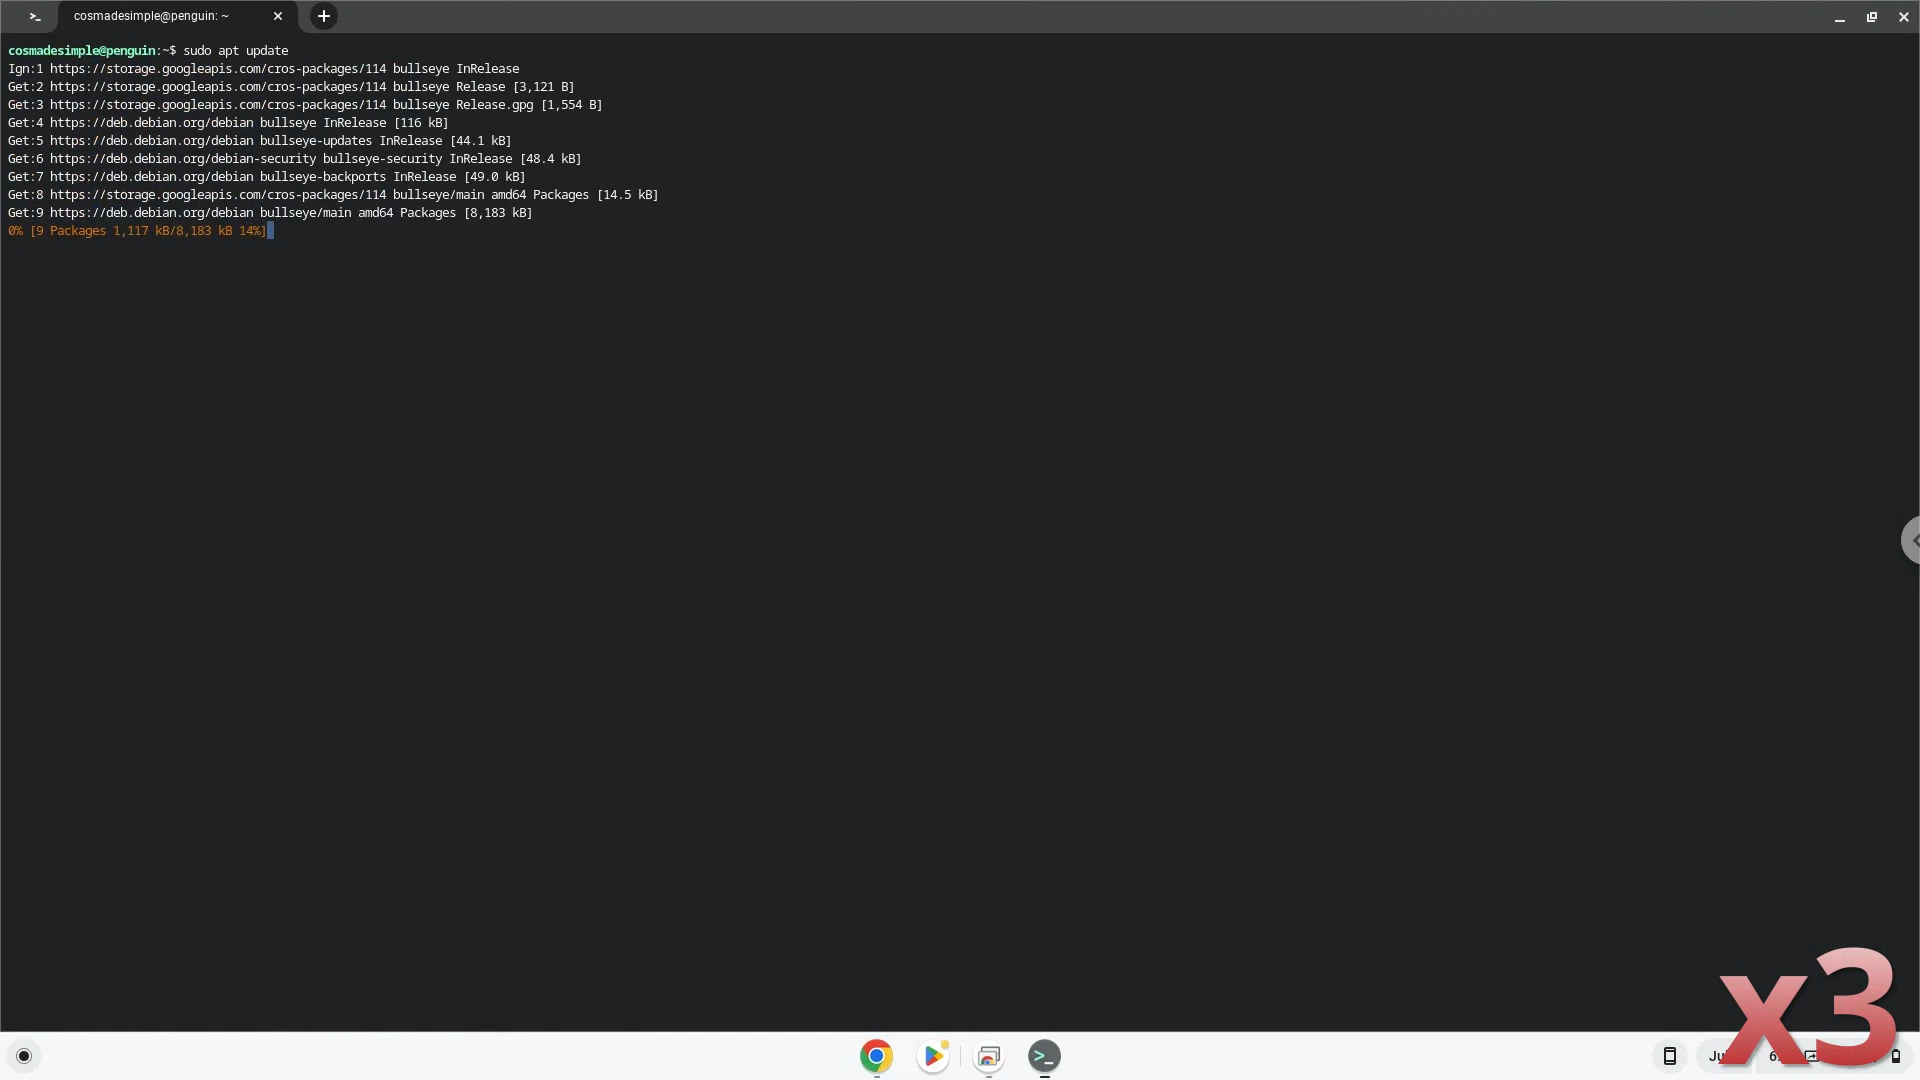 cosmadesimple@penguin: ~
cosmadesimple@penguin:~$ sudo apt update
Ign:1 https://storage.googleapis.com/cros-packages/114 bullseye InRelease
Get:2 https://storage.googleapis.com/cros-packages/114 bullseye Release [3,121 B]
Get:3 https://storage.googleapis.com/cros-packages/114 bullseye Release.gpg [1,554 B]
Get:4 https://deb.debian.org/debian bullseye InRelease [116 kB]
Get:5 https://deb.debian.org/debian bullseye-updates InRelease [44.1 kB]
Get:6 https://deb.debian.org/debian-security bullseye-security InRelease [48.4 kB]
Get:7 https://deb.debian.org/debian bullseye-backports InRelease [49.0 kB]
Get:8 https://storage.googleapis.com/cros-packages/114 bullseye/main amd64 Packages [14.5 kB]
Get:9 https://deb.debian.org/debian bullseye/main amd64 Packages [8,183 kB]
0% [9 Packages 1,117 kB/8,183 kB 14%]
x3